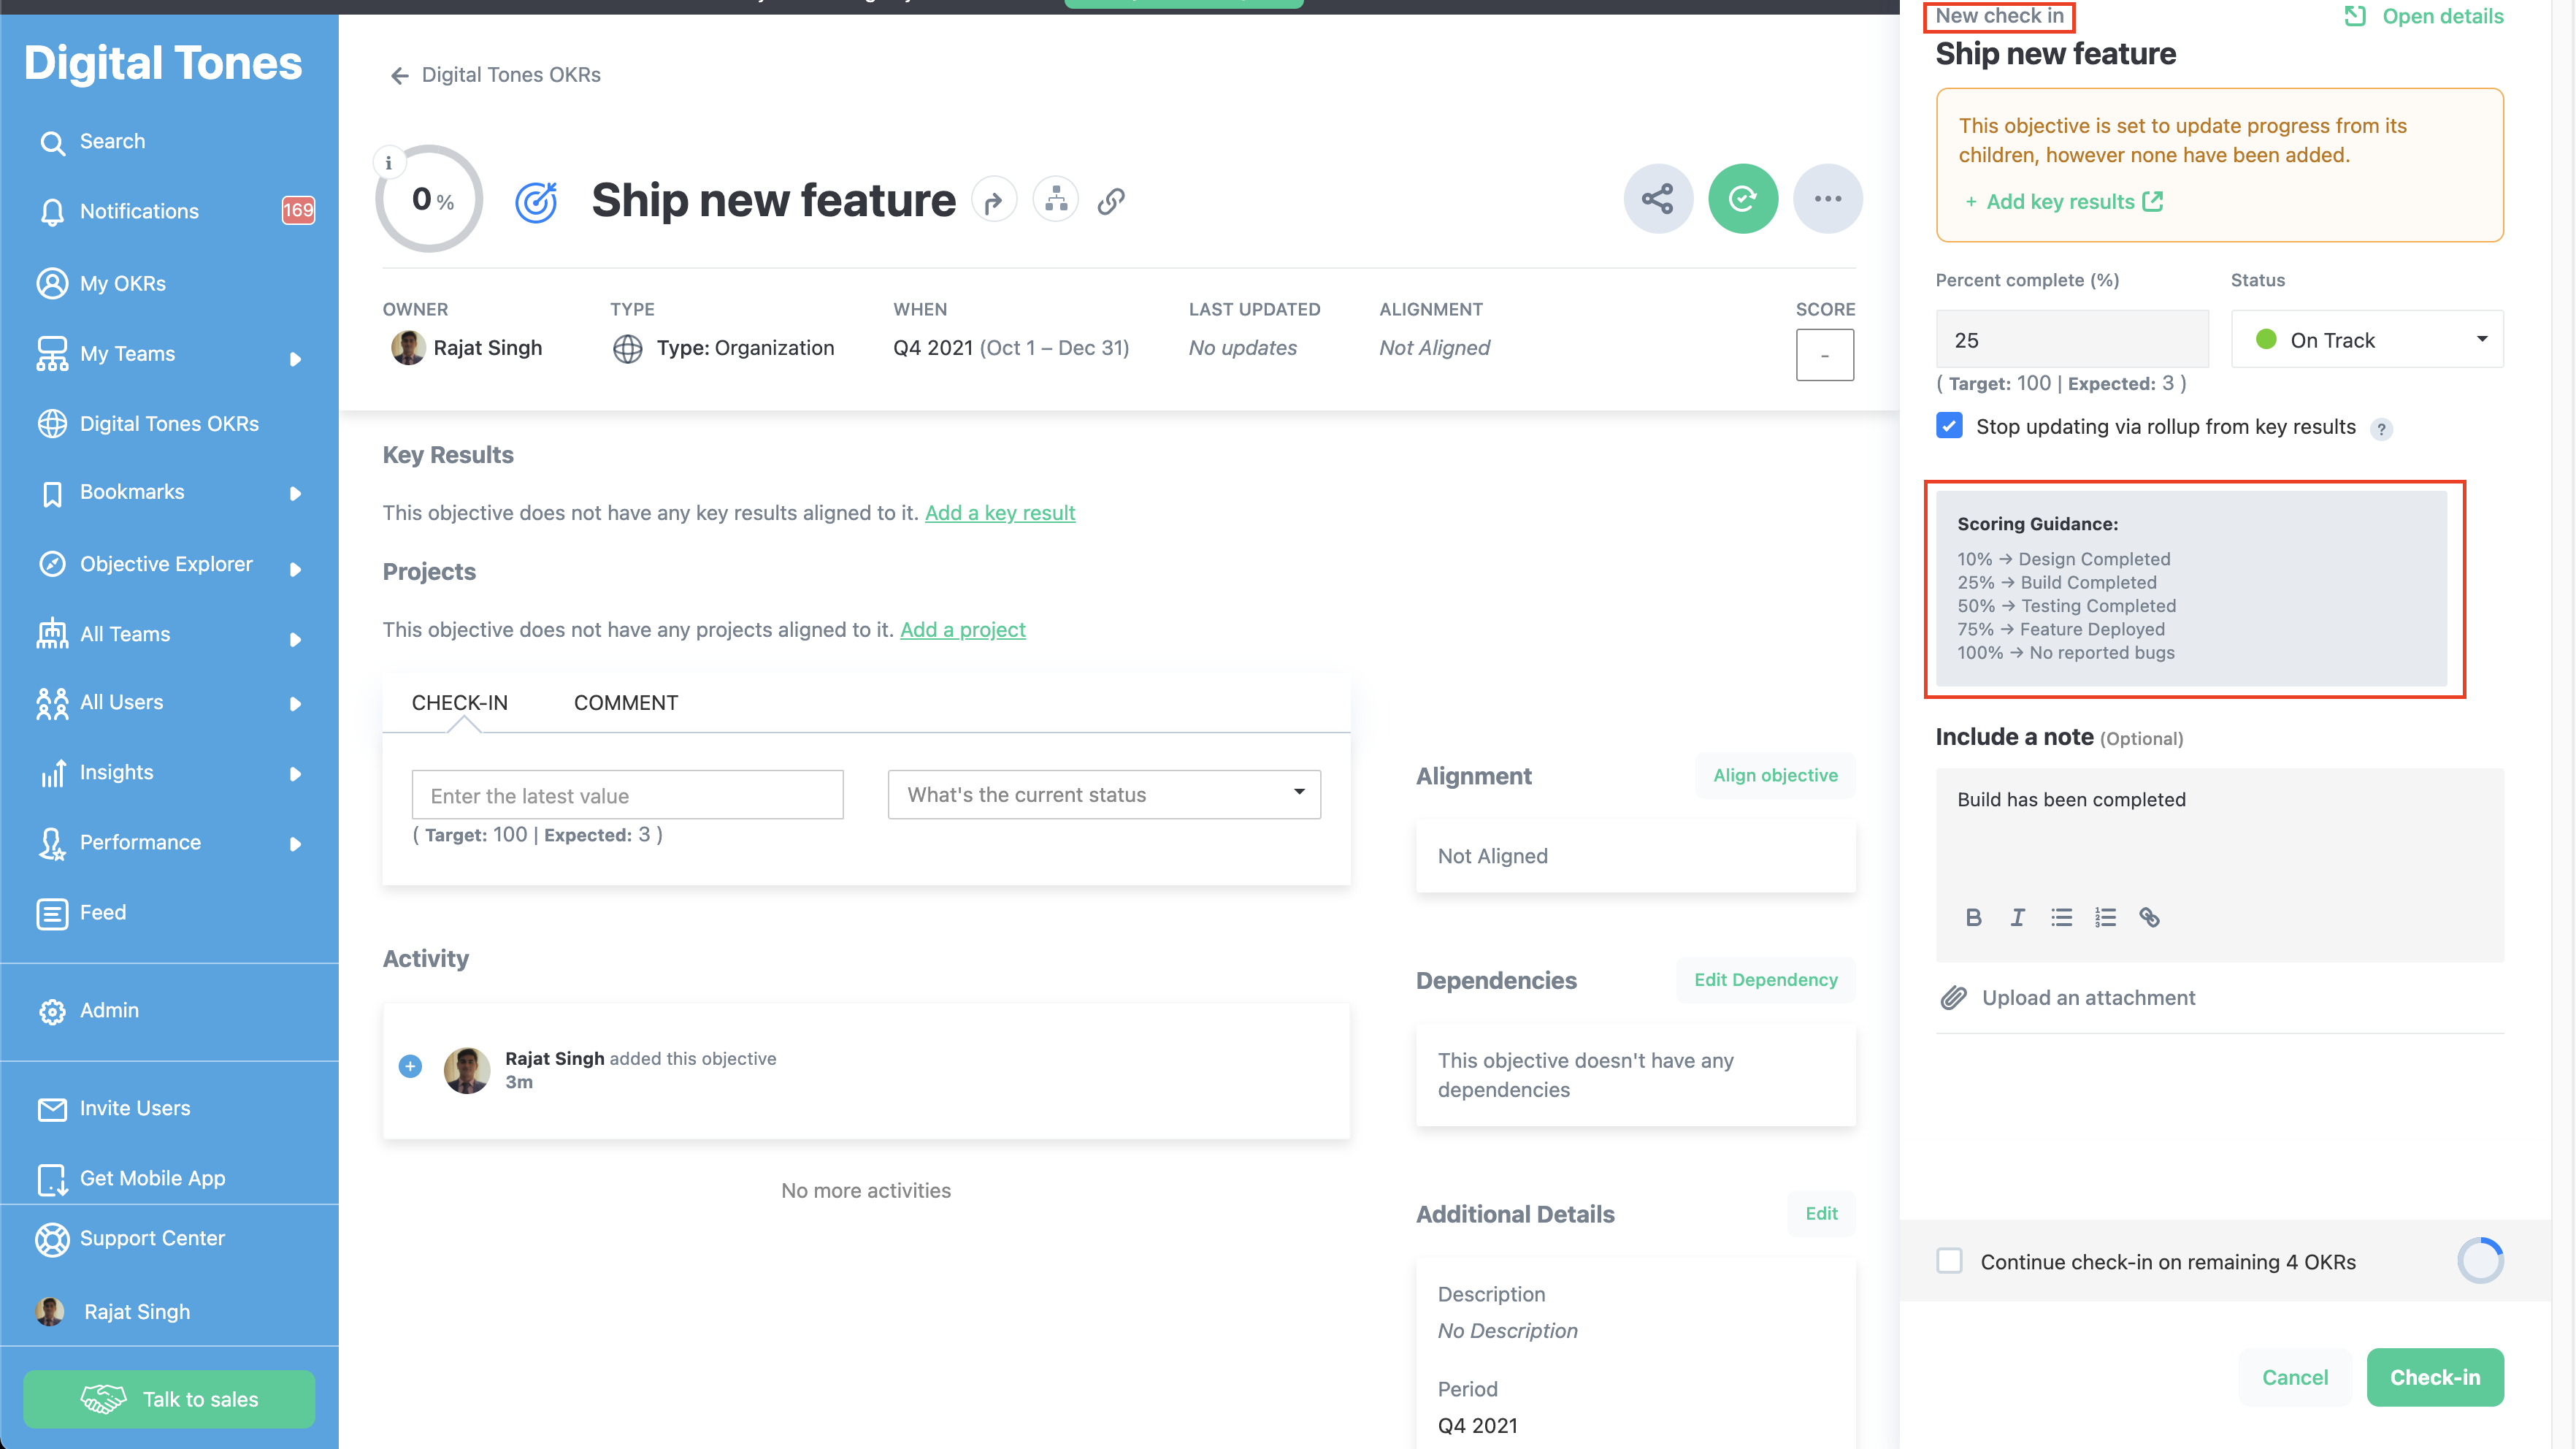 Digital Tones
Search
Notifications
169
My OKRs
My Teams
Digital Tones OKRs
Bookmarks
Objective Explorer
All Teams
All Users
Insights
Performance
Feed
Admin
Invite Users
Get Mobile App
Support Center
Rajat Singh
Talk to sales
Digital Tones OKRs
i
0 %
Ship new feature
OWNER
Rajat Singh
TYPE
Type: Organization
WHEN
Q4 2021 (Oct 1 – Dec 31)
LAST UPDATED
No updates
ALIGNMENT
Not Aligned
SCORE
-
Key Results
This objective does not have any key results aligned to it. Add a key result
Projects
This objective does not have any projects aligned to it. Add a project
CHECK-IN COMMENT
Enter the latest value
What's the current status
( Target: 100 | Expected: 3 )
Activity
Rajat Singh added this objective
3m
No more activities
Alignment
Align objective
Not Aligned
Dependencies
Edit Dependency
This objective doesn't have any
dependencies
Additional Details
Edit
Description
No Description
Period
Q4 2021
New check in
Open details
Ship new feature
This objective is set to update progress from its
children, however none have been added.
+ Add key results
Percent complete (%)
Status
25
On Track
( Target: 100 | Expected: 3 )
Stop updating via rollup from key results ?
Scoring Guidance:
10% → Design Completed
25% → Build Completed
50% → Testing Completed
75% → Feature Deployed
100% → No reported bugs
Include a note (Optional)
Build has been completed
B I
Upload an attachment
Continue check-in on remaining 4 OKRs
Cancel
Check-in